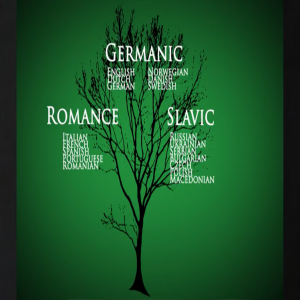 GERMANIC
ENGLISH NORWEGIAN
DUTCH DANISH
GERMAN SWEDISH
ROMANCE
ITALIAN
FRENCH
SPANISH
PORTUGUESE
ROMANIAN
SLAVIC
RUSSIAN
UKRAINIAN
SERBIAN
BULGARIAN
CZECH
POLISH
MACEDONIAN